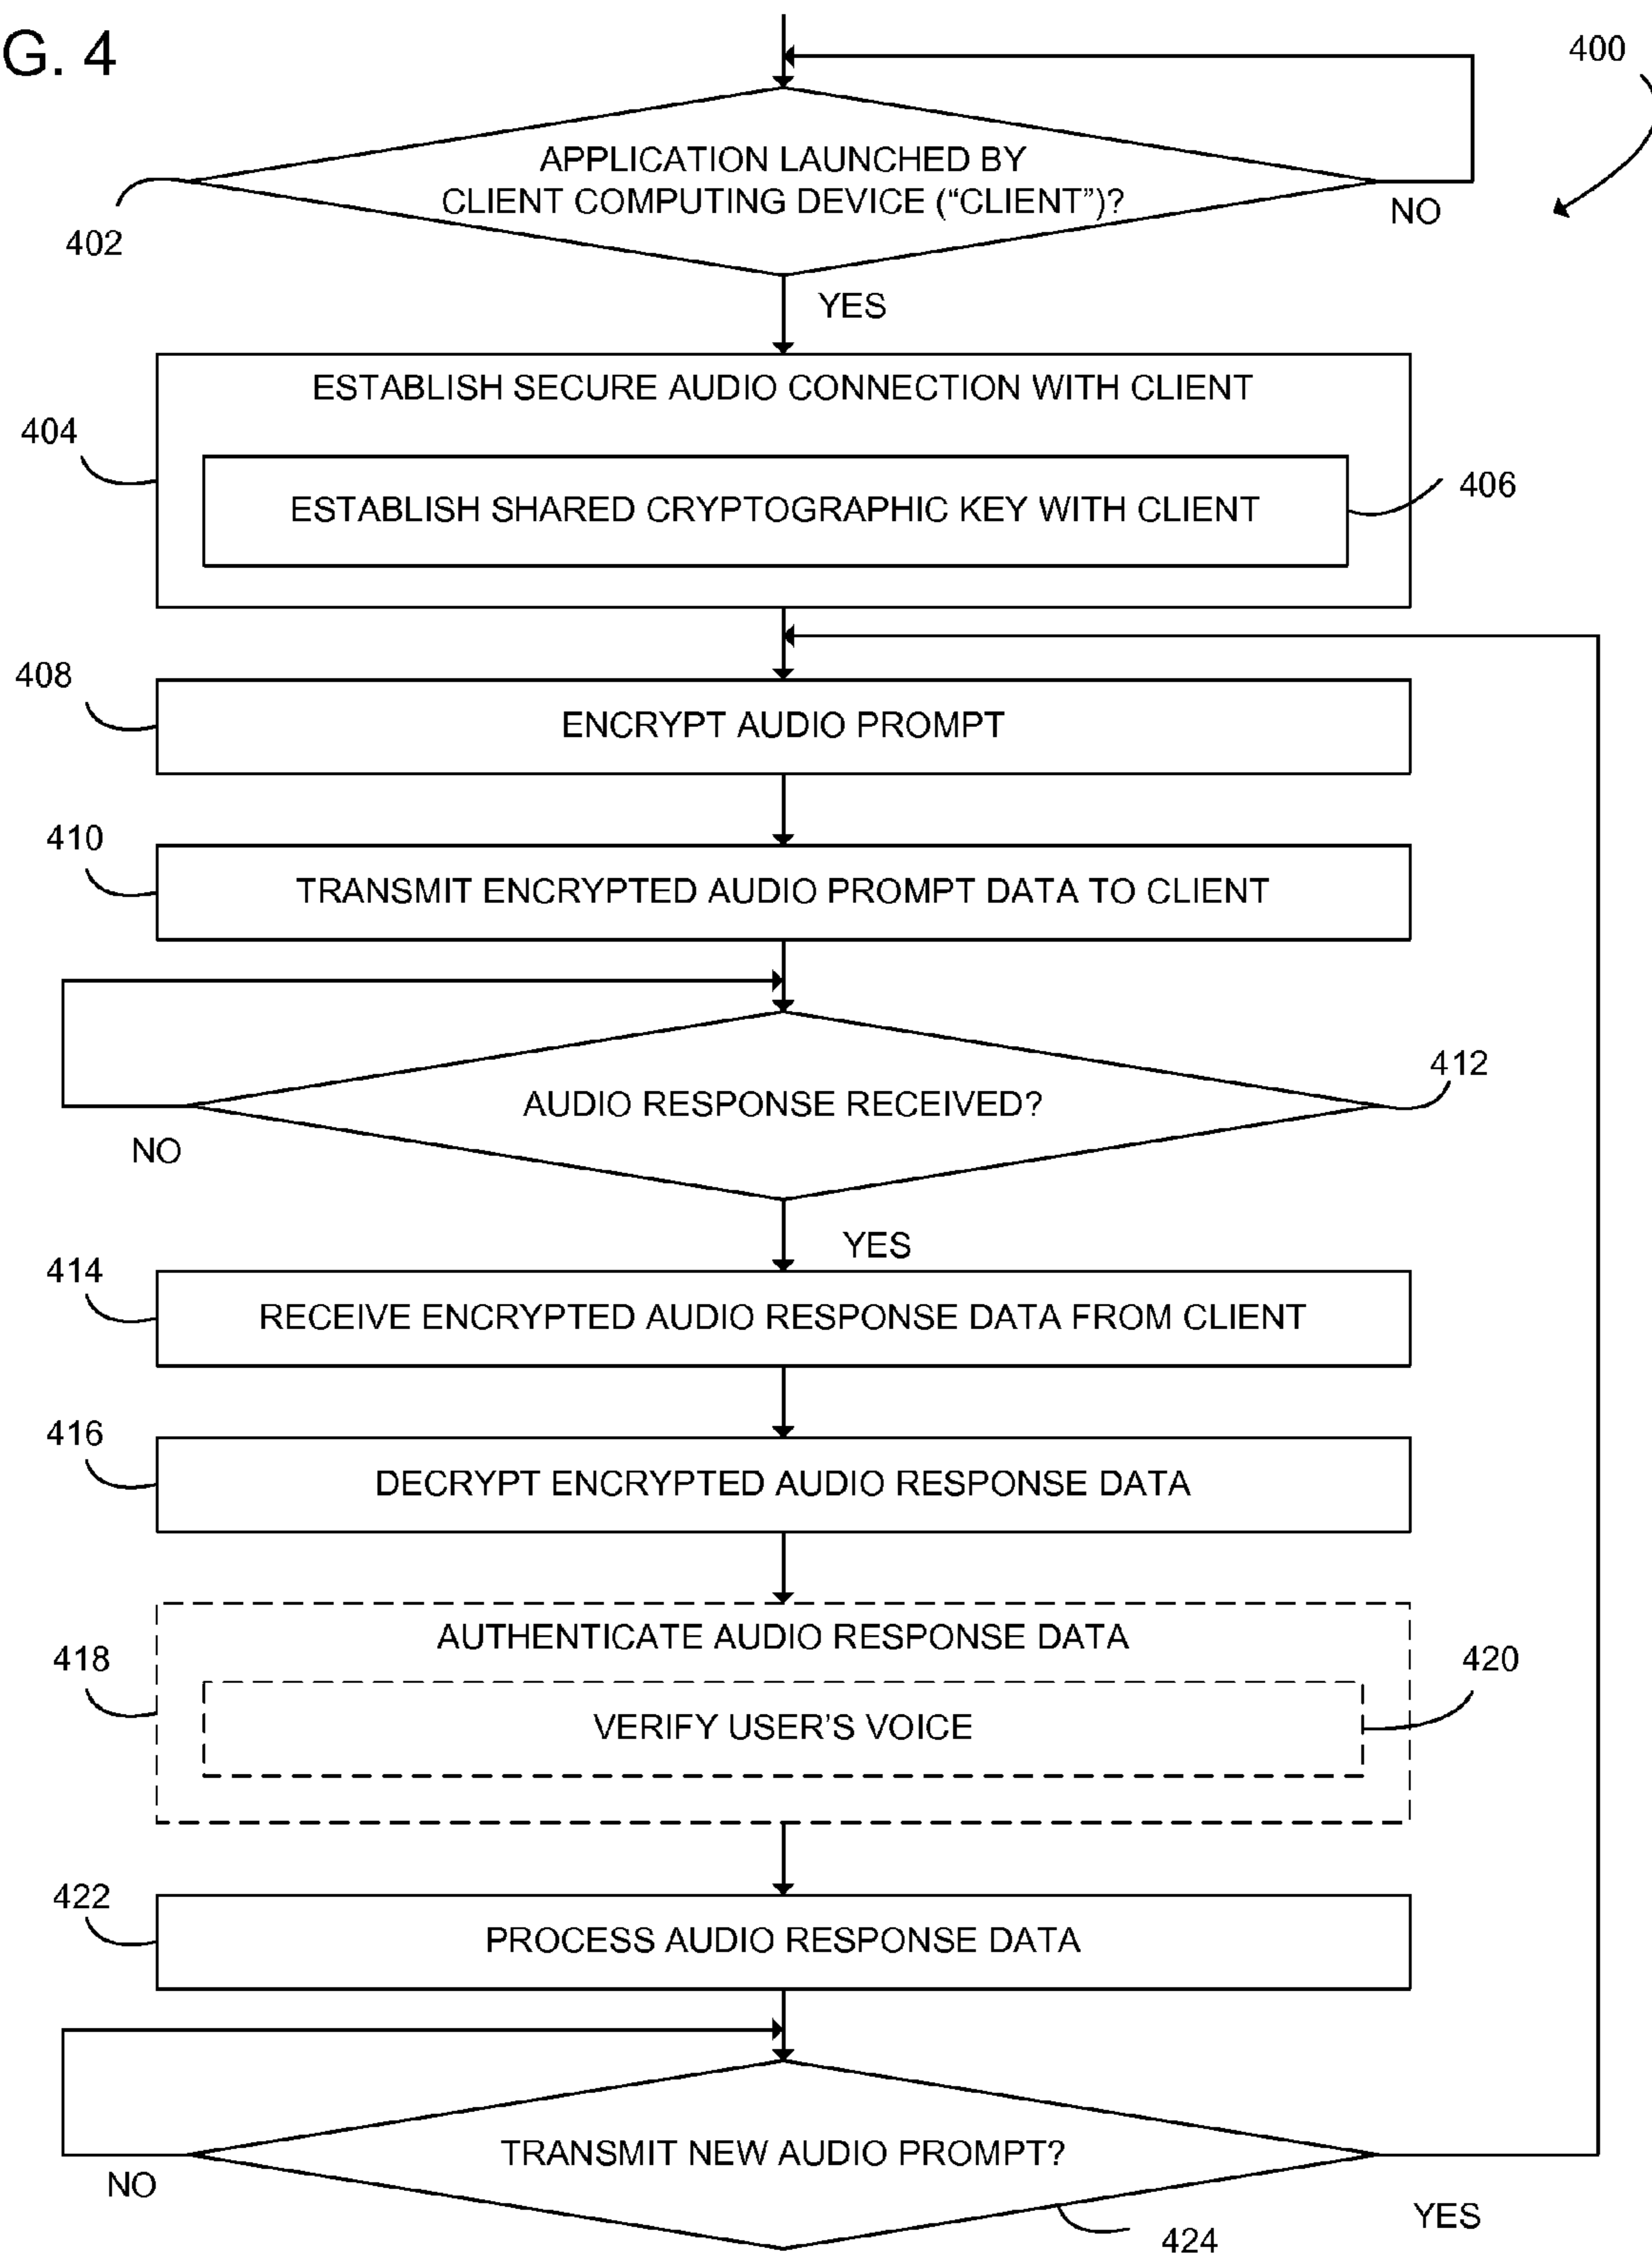 G. 4
400
APPLICATION LAUNCHED BY
CLIENT COMPUTING DEVICE (“CLIENT”)?
NO
402
YES
ESTABLISH SECURE AUDIO CONNECTION WITH CLIENT
404
ESTABLISH SHARED CRYPTOGRAPHIC KEY WITH CLIENT
406
408
ENCRYPT AUDIO PROMPT
410
TRANSMIT ENCRYPTED AUDIO PROMPT DATA TO CLIENT
412
AUDIO RESPONSE RECEIVED?
NO
YES
414
RECEIVE ENCRYPTED AUDIO RESPONSE DATA FROM CLIENT
416
DECRYPT ENCRYPTED AUDIO RESPONSE DATA
AUTHENTICATE AUDIO RESPONSE DATA
418
420
VERIFY USER’S VOICE
422
PROCESS AUDIO RESPONSE DATA
TRANSMIT NEW AUDIO PROMPT?
NO
YES
424